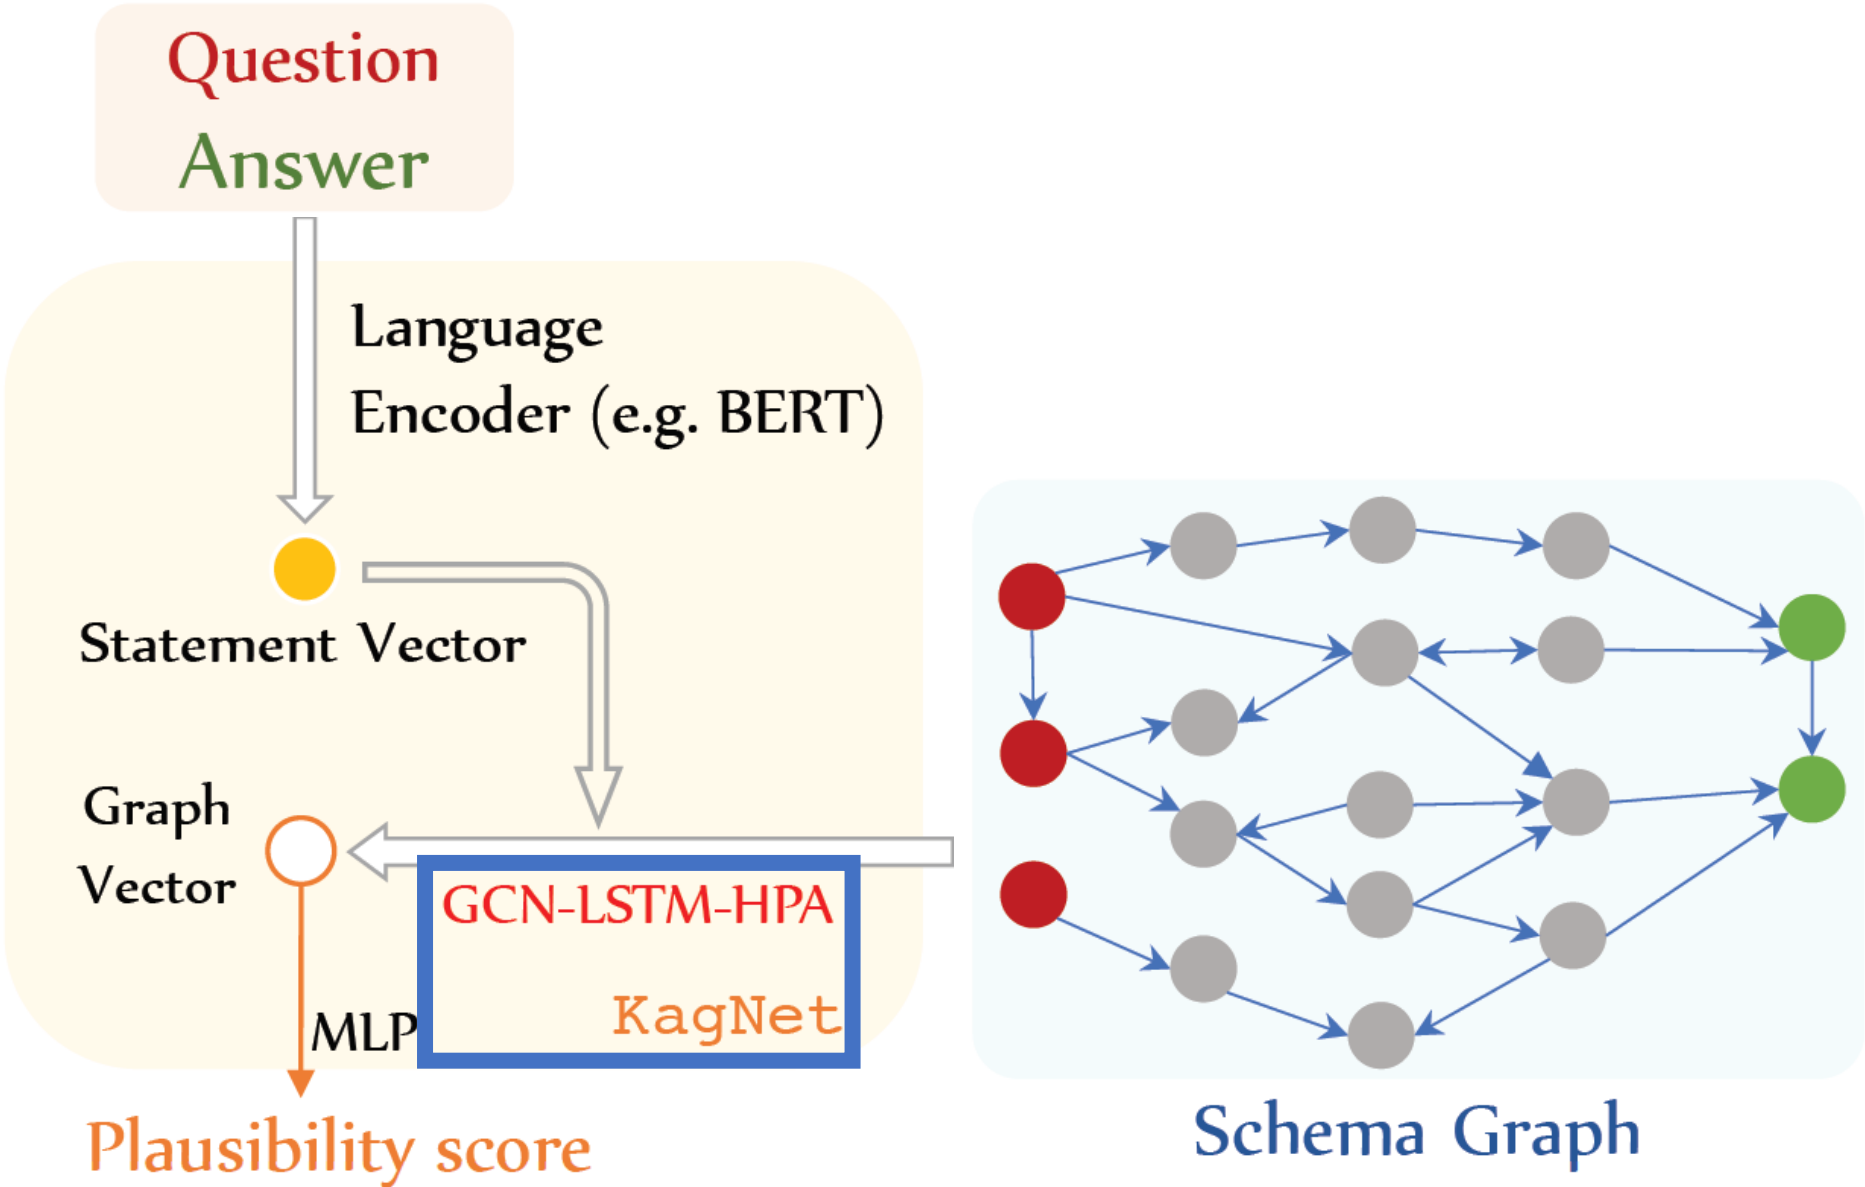 Question
Answer
Language
Encoder (e.g. BERT)
Statement Vector
Graph
Vector
GCN-LSTM-HPA
KagNet
MLP
Plausibility score
Schema Graph